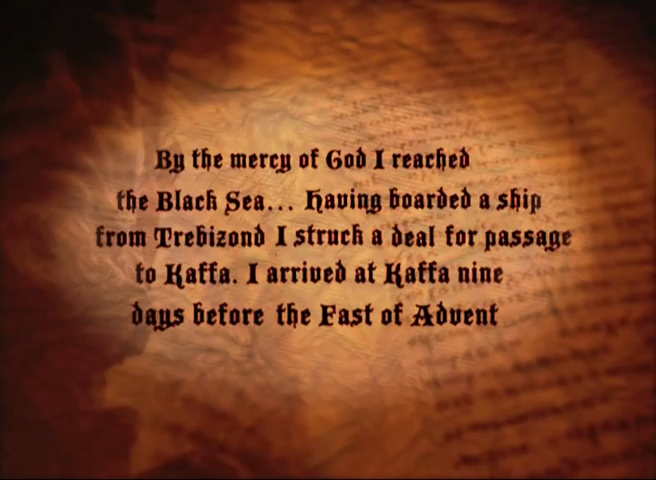 By the mercy of God I reached
the Black Sea... Having boarded a ship
from Trebizond I struck a deal for passage
to Kaffa. I arrived at Kaffa nine
days before the Fast of Advent